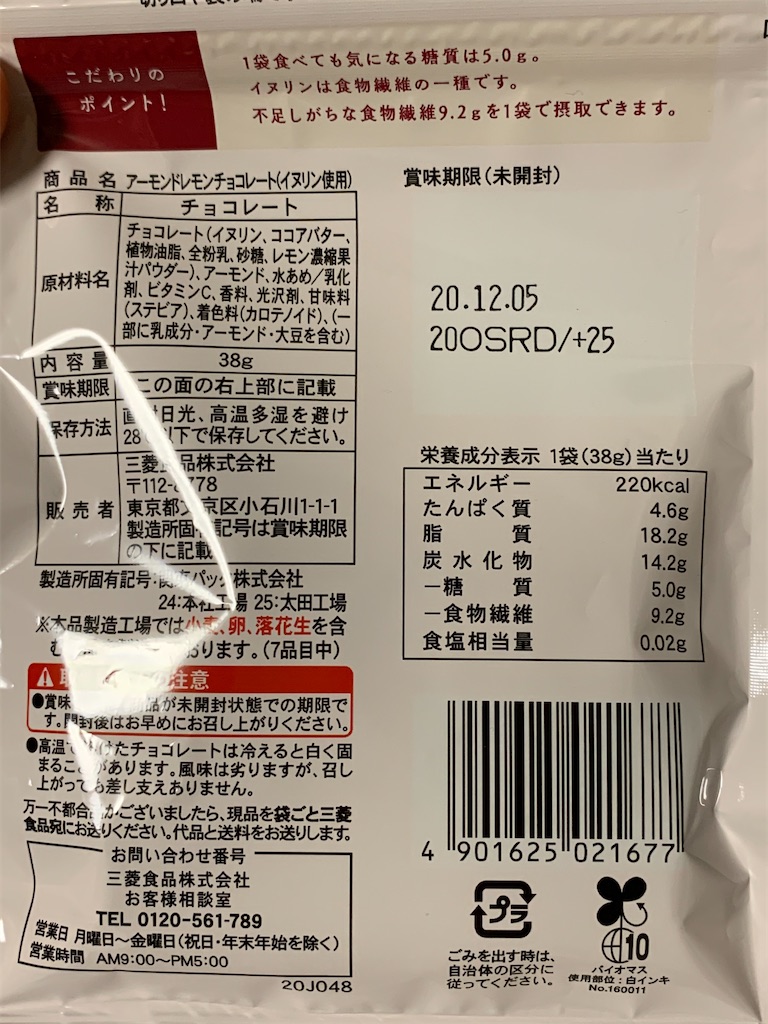 こだわりの
ポイント!
1袋食べても気になる糖質は5.0g。
イヌリンは食物繊維の一種です。
不足しがちな食物繊維9.2gを1袋で摂取できます。
商品名 アーモンドレモンチョコレート(イヌリン使用)
名称 チョコレート
原材料名
チョコレート(イヌリン、ココアバター、
植物油脂、全粉乳、砂糖、レモン濃縮果
汁パウダー)、アーモンド、水あめ/乳化
剤、ビタミンC、香料、光沢剤、甘味料
(ステビア)、着色料(カロテノイド)、(一
部に乳成分・アーモンド・大豆を含む)
内容量 38g
賞味期限 この面の右上部に記載
保存方法
日光、高温多湿を避け
28 以下で保存してください。
販売者
三菱食品株式会社
〒112-8778
東京都文京区小石川1-1-1
製造所固有記号は賞味期限
の下に記載
製造所固有記号:関東パック株式会社
24:本社工場 25:太田工場
※本品製造工場では小麦、卵、落花生を含
おります。(7品目中)
注意
●賞味 品が未開封状態での期限で
す。開封後はお早めにお召し上がりください。
●高温で けたチョコレートは冷えると白く固
まることがあります。風味は劣りますが、召し
上がっても差し支えありません。
万一不都合 がございましたら、現品を袋ごと三菱
食品宛にお送りください。代品と送料をお送りします。
お問い合わせ番号
三菱食品株式会社
お客様相談室
TEL 0120-561-789
営業日 月曜日~金曜日(祝日・年末年始を除く)
営業時間 AM9:00~PM5:00
20J048
賞味期限(未開封)
20.12.05
20OSRD/+25
栄養成分表示 1袋(38g)当たり
エネルギー 220kcal
たんぱく質 4.6g
脂質 18.2g
炭水化物 14.2g
-糖質 5.0g
-食物繊維 9.2g
食塩相当量 0.02g
4 901625 021677
プラ
ごみを出す時は、
自治体の区分に
従ってください。
10
バイオマス
使用部位:白インキ
No.160011